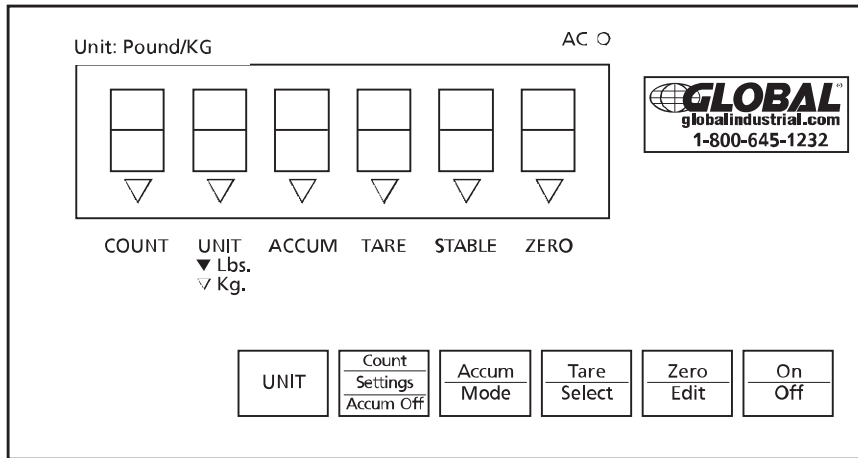 Unit: Pound/KG
AC
GLOBAL
globalindustrial.com
1-800-645-1232
COUNT UNIT ACCUM TARE STABLE ZERO
▼ Lbs.
▽ Kg.
UNIT
Count
Settings
Accum Off
Accum
Mode
Tare
Select
Zero
Edit
On
Off